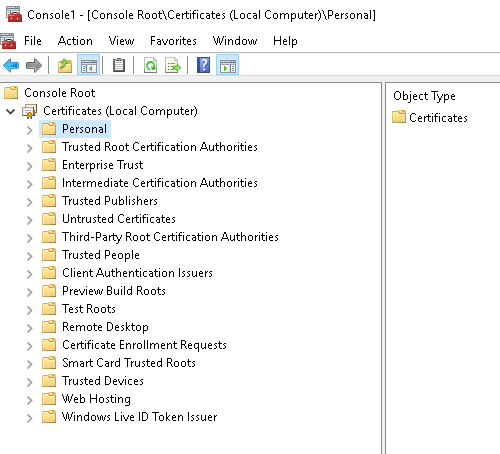 Console1 - [Console Root\Certificates (Local Computer)\Personal]
File Action View Favorites Window Help
Console Root
Certificates (Local Computer)
Personal
Trusted Root Certification Authorities
Enterprise Trust
Intermediate Certification Authorities
Trusted Publishers
Untrusted Certificates
Third-Party Root Certification Authorities
Trusted People
Client Authentication Issuers
Preview Build Roots
Test Roots
Remote Desktop
Certificate Enrollment Requests
Smart Card Trusted Roots
Trusted Devices
Web Hosting
Windows Live ID Token Issuer
Object Type
Certificates